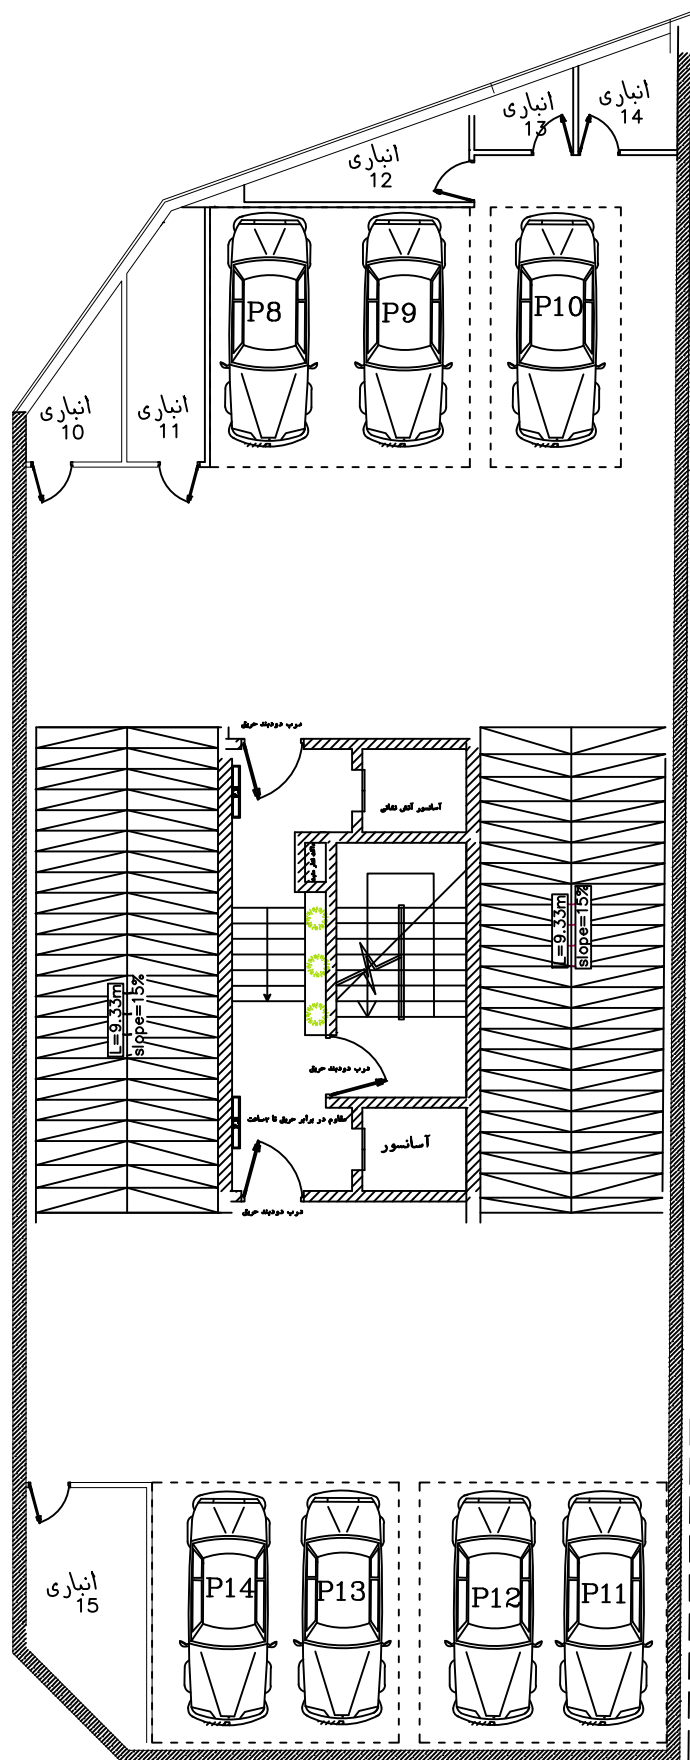 انباری
14
انباری
13
انباری
12
P8
P9
P10
انباری
10
انباری
11
درب دودبند حریق
آسانسور آتش نشانی
L=9.33m
slope=15%
L=9.33m
slope=15%
درب دودبند حریق
مقاوم در برابر حریق تا ۲ساعت
آسانسور
درب دودبند حریق
انباری
15
P14
P13
P12
P11